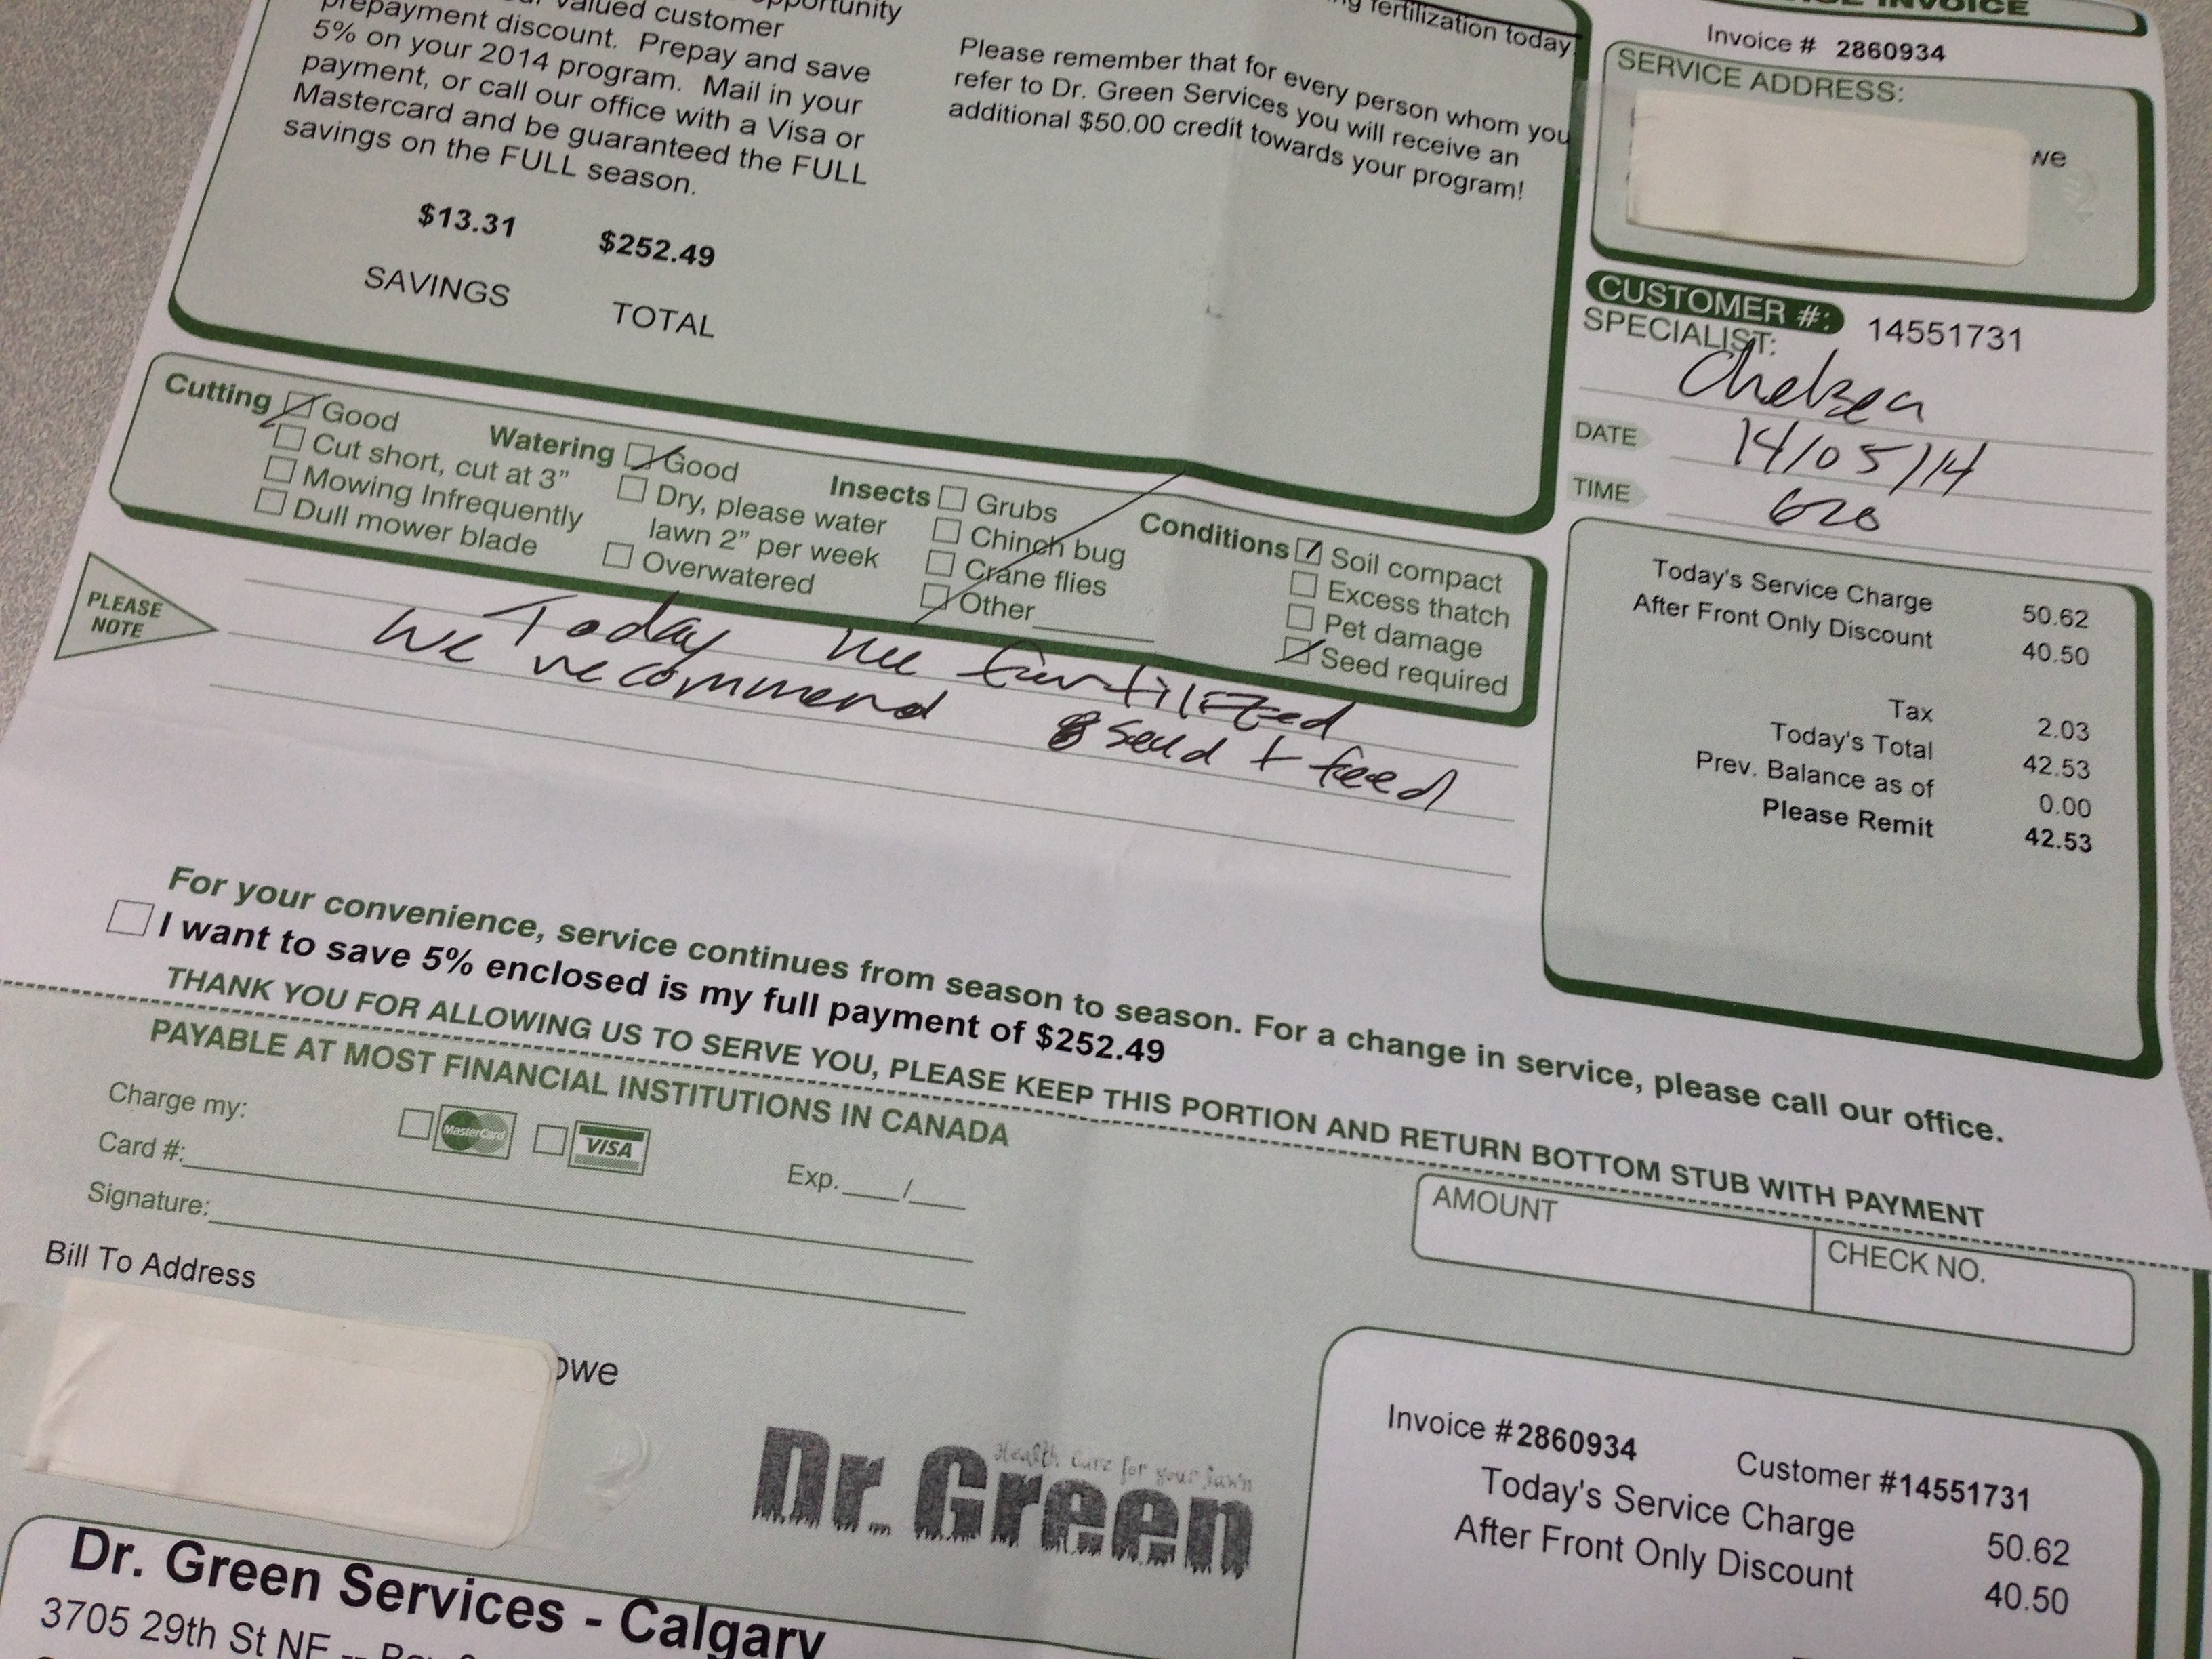 valued customer
prepayment discount. Prepay and save
5% on your 2014 program. Mail in your
payment, or call our office with a Visa or
Mastercard and be guaranteed the FULL
savings on the FULL season.
$13.31 $252.49
SAVINGS TOTAL
fertilization today
Please remember that for every person whom you
refer to Dr. Green Services you will receive an
additional $50.00 credit towards your program!
INVOICE
Invoice # 2860934
SERVICE ADDRESS:
we
CUSTOMER #: 14551731
SPECIALIST:
Chelsea
DATE 14/05/14
TIME 620
Cutting Good
Cut short, cut at 3”
Mowing Infrequently
Dull mower blade
Watering Good
Dry, please water
lawn 2” per week
Overwatered
Insects Grubs
Chinch bug
Crane flies
Other
Conditions Soil compact
Excess thatch
Pet damage
Seed required
PLEASE
NOTE
Today we
We recommend feed
Today's Service Charge 50.62
After Front Only Discount 40.50
Tax 2.03
Today's Total 42.53
Prev. Balance as of 0.00
Please Remit 42.53
For your convenience, service continues from season to season. For a change in service, please call our office.
I want to save 5% enclosed is my full payment of $252.49
THANK YOU FOR ALLOWING US TO SERVE YOU, PLEASE KEEP THIS PORTION AND RETURN BOTTOM STUB WITH PAYMENT
PAYABLE AT MOST FINANCIAL INSTITUTIONS IN CANADA
Charge my: MasterCard VISA
Card #: Exp. /
Signature:
AMOUNT CHECK NO.
Bill To Address
owe
Health Care for your lawn
Dr. Green
Invoice #2860934 Customer #14551731
Today's Service Charge 50.62
After Front Only Discount 40.50
Dr. Green Services - Calgary
3705 29th St NE --